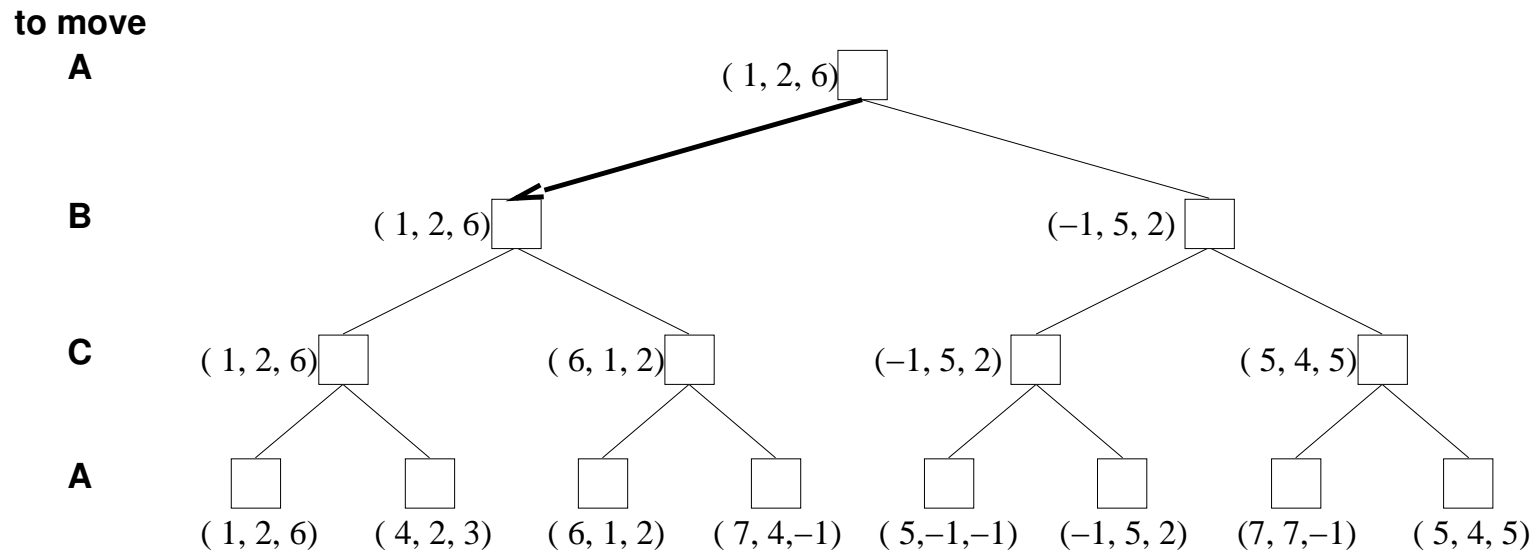 to move
A
( 1, 2, 6)
B
( 1, 2, 6)
(–1, 5, 2)
C
( 1, 2, 6)
( 6, 1, 2)
(–1, 5, 2)
( 5, 4, 5)
A
( 1, 2, 6)
( 4, 2, 3)
( 6, 1, 2)
( 7, 4,–1)
( 5,–1,–1)
(–1, 5, 2)
(7, 7,–1)
( 5, 4, 5)